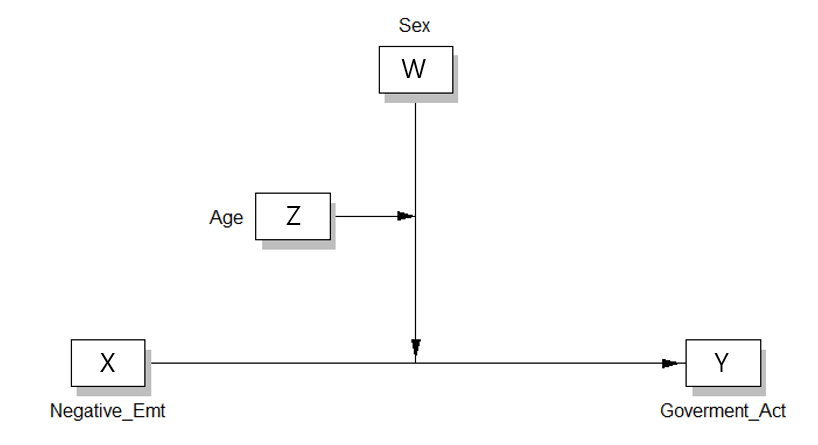 Sex
W
Age
Z
X
Y
Negative_Emt
Goverment_Act